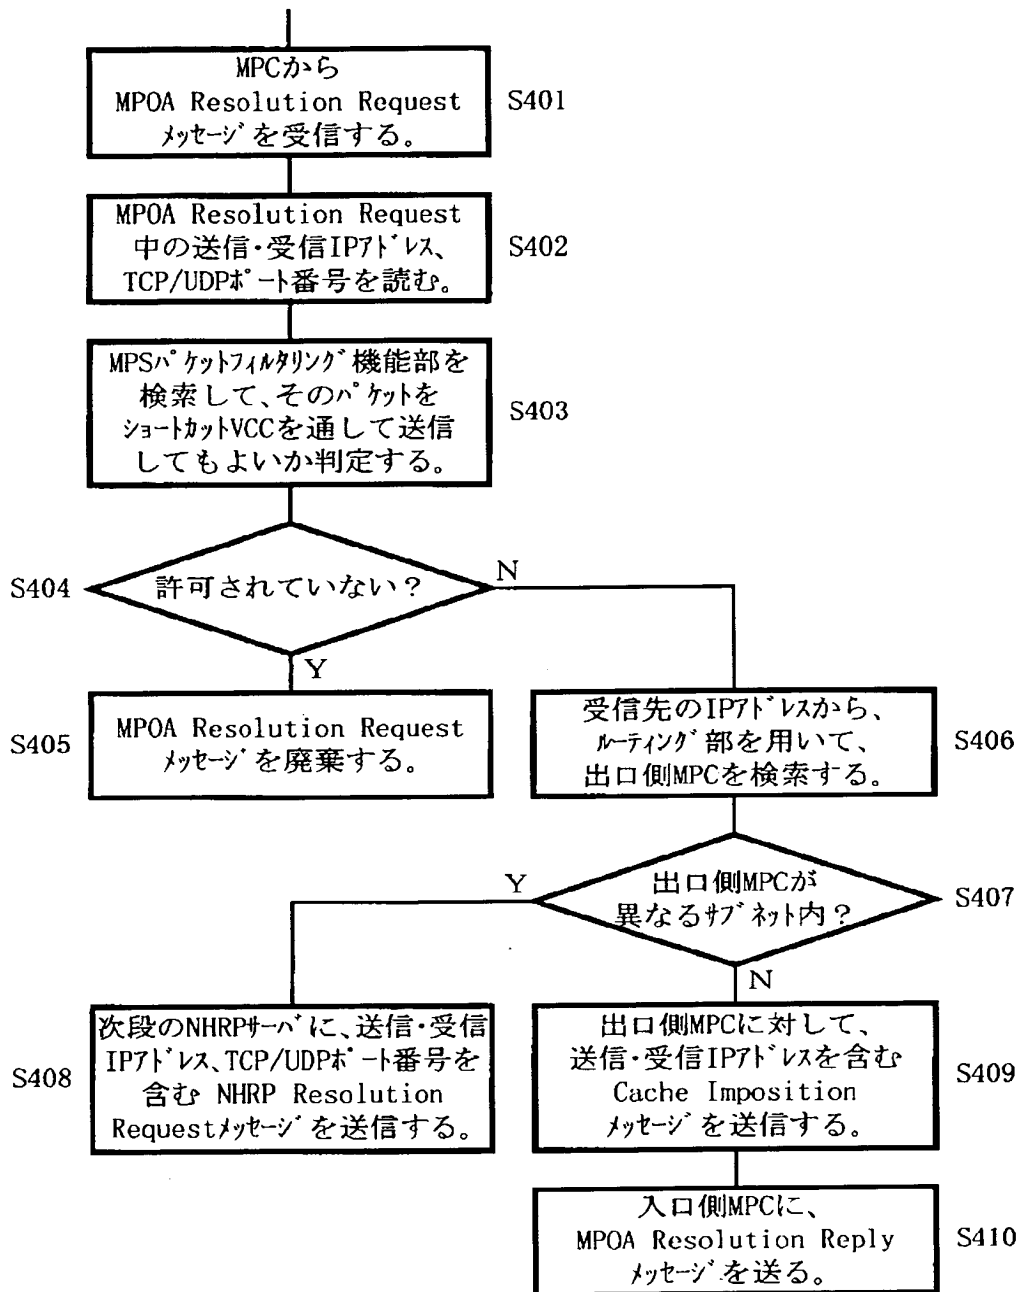 MPCから
MPOA Resolution Request
ﾒｯｾｰｼﾞを受信する。
S401
MPOA Resolution Request
中の送信・受信IPｱﾄﾞﾚｽ、
TCP/UDPﾎﾟｰﾄ番号を読む。
S402
MPSﾊﾟｹｯﾄﾌｨﾙﾀﾘﾝｸﾞ機能部を
検索して、そのﾊﾟｹｯﾄを
ｼｮｰﾄｶｯﾄVCCを通して送信
してもよいか判定する。
S403
S404
許可されていない?
N
Y
S405
MPOA Resolution Request
ﾒｯｾｰｼﾞを廃棄する。
受信先のIPｱﾄﾞﾚｽから、
ﾙｰﾃｨﾝｸﾞ部を用いて、
出口側MPCを検索する。
S406
Y
出口側MPCが
異なるｻﾌﾞﾈｯﾄ内?
S407
N
S408
次段のNHRPｻｰﾊﾞに、送信・受信
IPｱﾄﾞﾚｽ、TCP/UDPﾎﾟｰﾄ番号を
含む NHRP Resolution
Requestﾒｯｾｰｼﾞを送信する。
出口側MPCに対して、
送信・受信IPｱﾄﾞﾚｽを含む
Cache Imposition
ﾒｯｾｰｼﾞを送信する。
S409
入口側MPCに、
MPOA Resolution Reply
ﾒｯｾｰｼﾞを送る。
S410